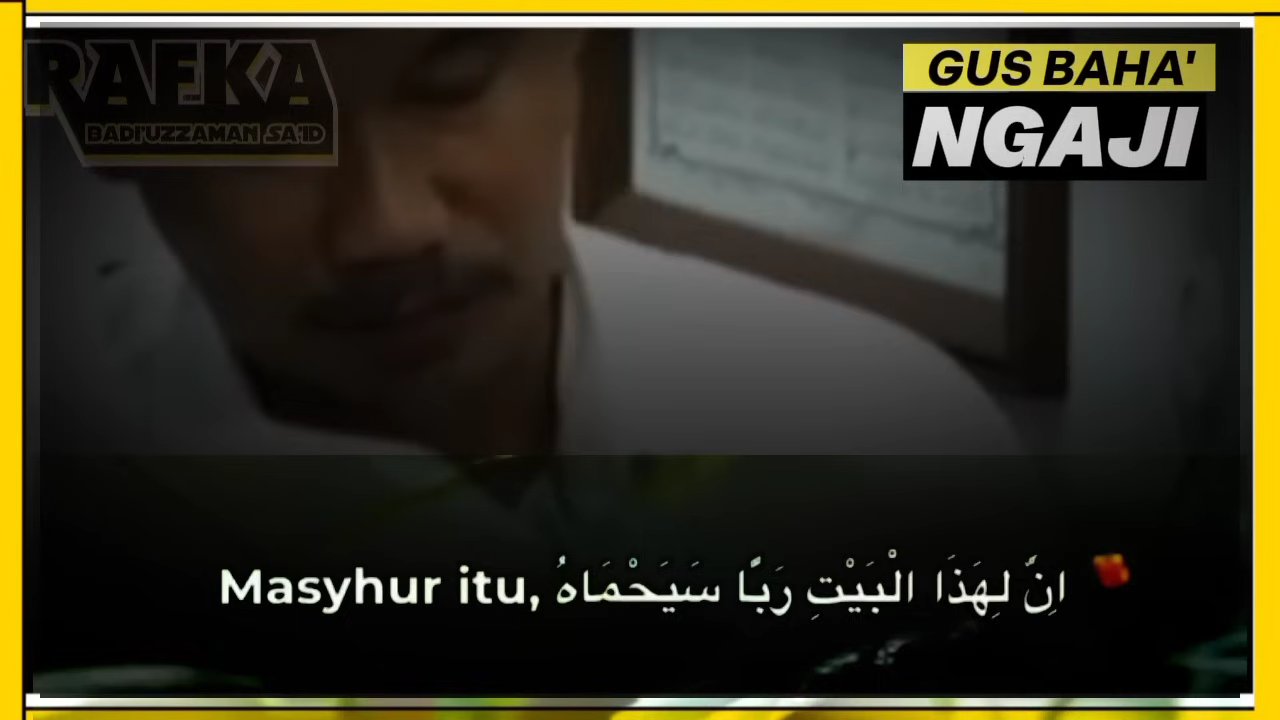 RAFKA
BADI'UZZAMAN SA'ID
GUS BAHA'
NGAJI
Masyhur itu, اِنَّ لِهَذَا الْبَيْتِ رَبًّا سَيَحْمَاهُ